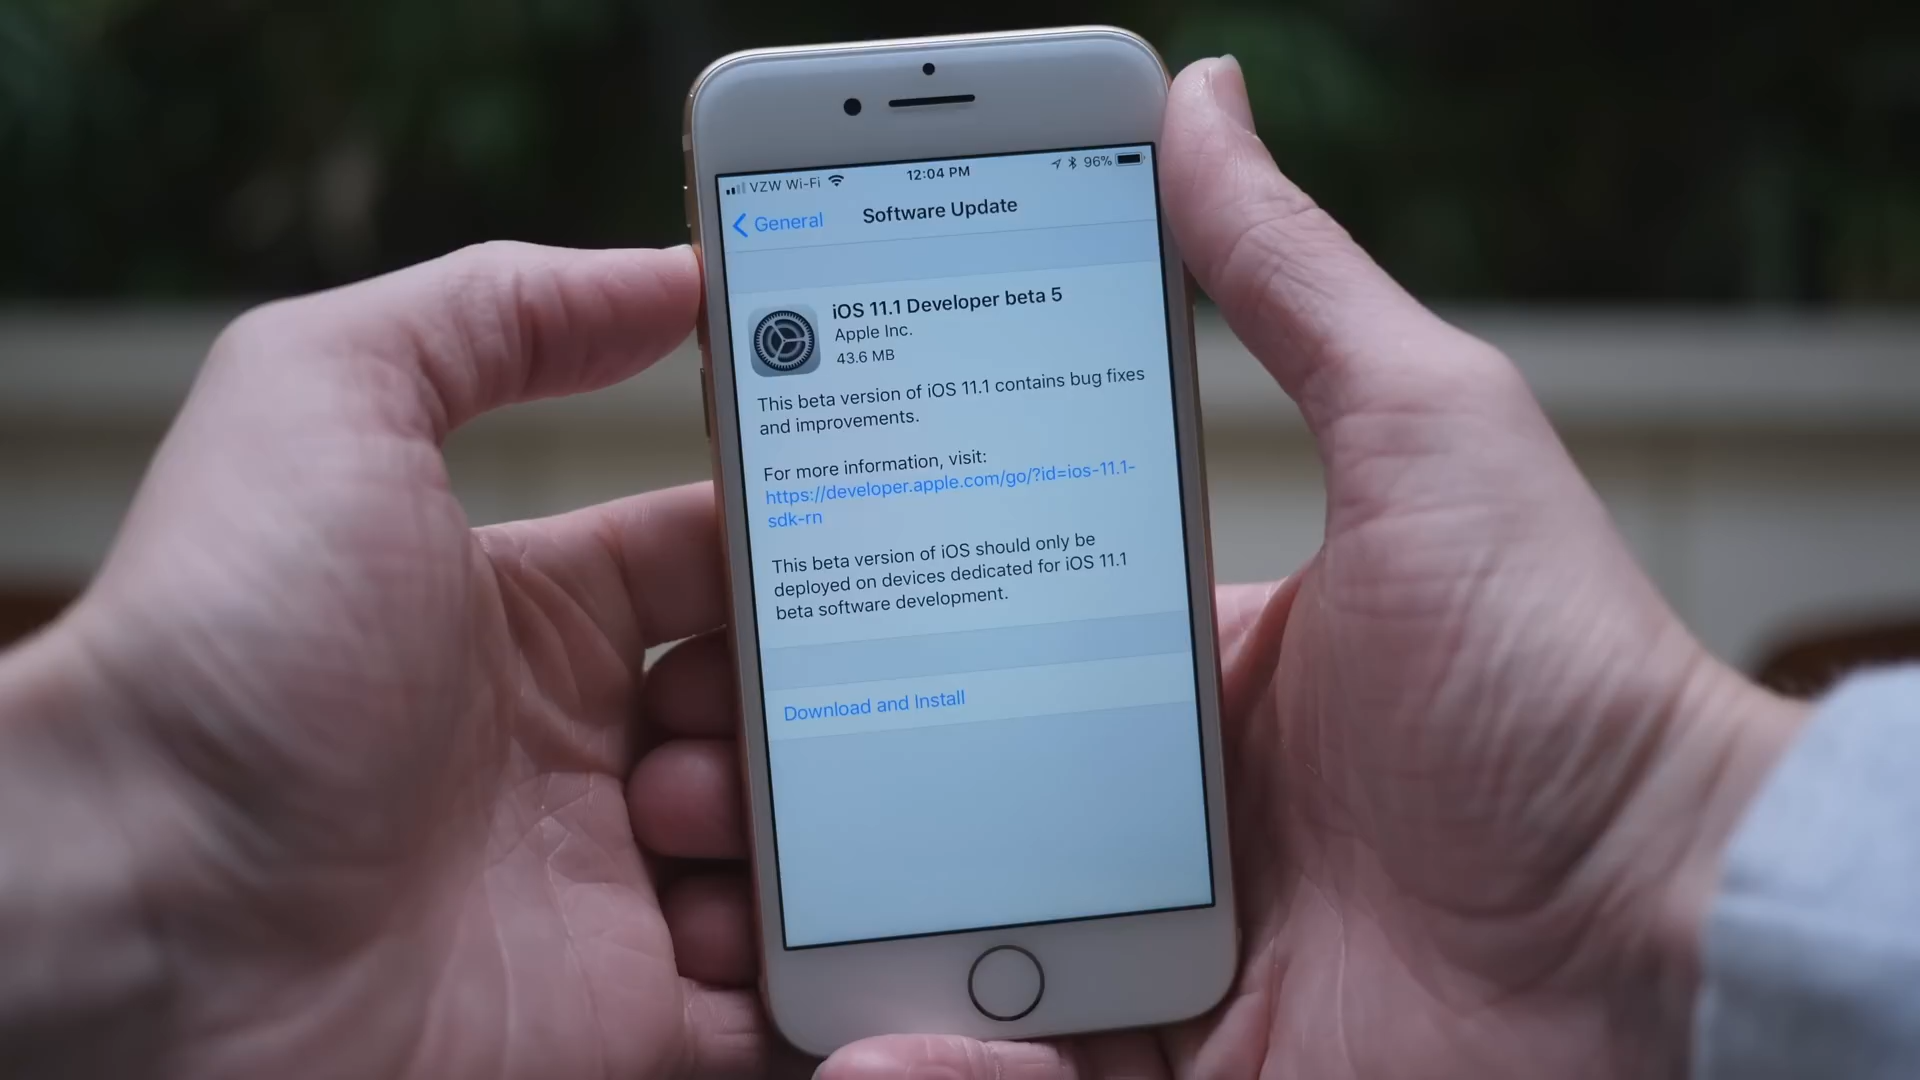 VZW Wi-Fi 12:04 PM 96%
General Software Update
iOS 11.1 Developer beta 5
Apple Inc.
43.6 MB
This beta version of iOS 11.1 contains bug fixes
and improvements.
For more information, visit:
https://developer.apple.com/go/?id=ios-11.1-
sdk-rn
This beta version of iOS should only be
deployed on devices dedicated for iOS 11.1
beta software development.
Download and Install